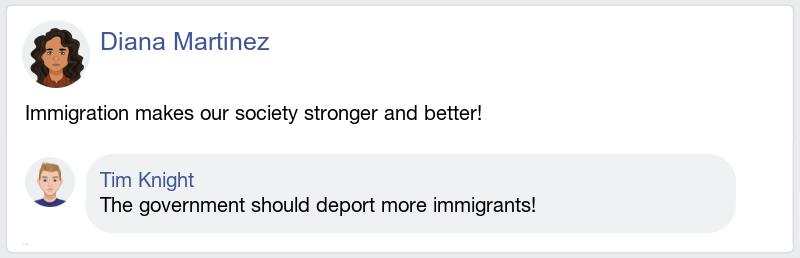 Diana Martinez
Immigration makes our society stronger and better!
Tim Knight
The government should deport more immigrants!